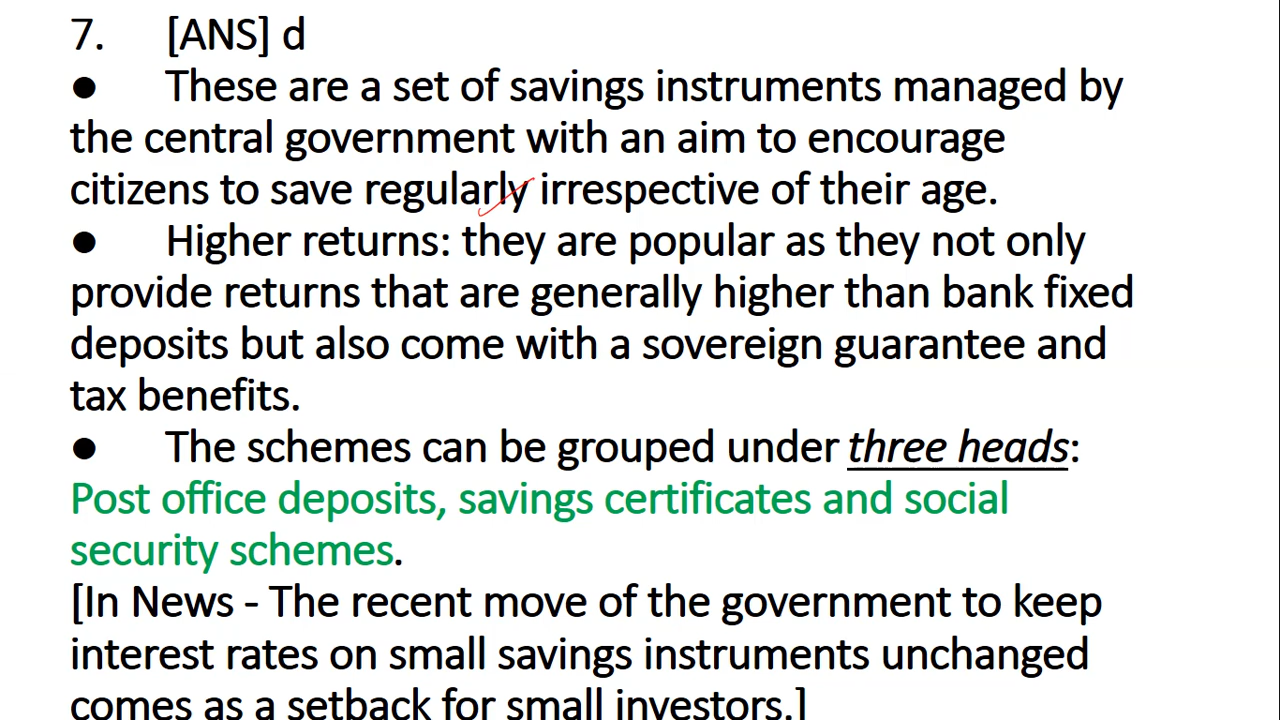 7. [ANS] d
● These are a set of savings instruments managed by
the central government with an aim to encourage
citizens to save regularly irrespective of their age.
● Higher returns: they are popular as they not only
provide returns that are generally higher than bank fixed
deposits but also come with a sovereign guarantee and
tax benefits.
● The schemes can be grouped under three heads:
Post office deposits, savings certificates and social
security schemes.
[In News - The recent move of the government to keep
interest rates on small savings instruments unchanged
comes as a setback for small investors.]